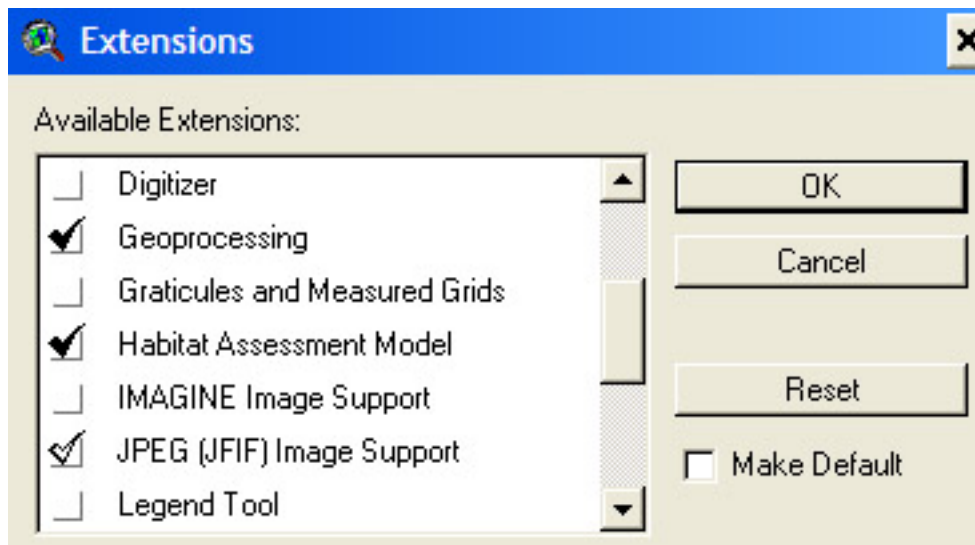 Extensions
Available Extensions:
Digitizer
Geoprocessing
Graticules and Measured Grids
Habitat Assessment Model
IMAGINE Image Support
JPEG (JFIF) Image Support
Legend Tool
OK
Cancel
Reset
Make Default